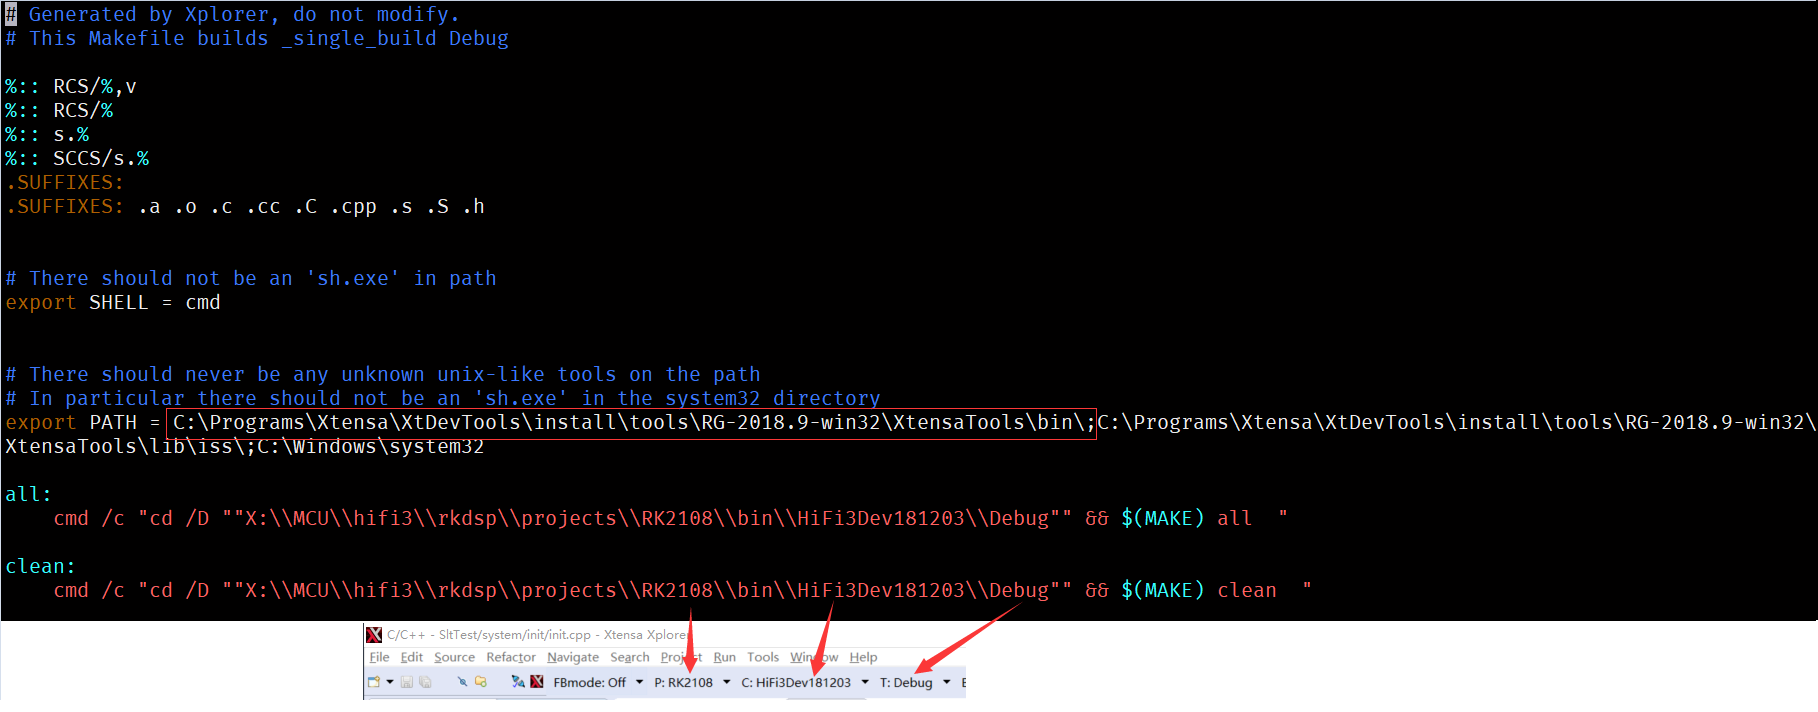 # Generated by Xplorer, do not modify.
# This Makefile builds _single_build Debug
%:: RCS/%,v
%:: RCS/%
%:: s.%
%:: SCCS/s.%
.SUFFIXES:
.SUFFIXES: .a .o .c .cc .C .cpp .s .S .h
# There should not be an 'sh.exe' in path
export SHELL = cmd
# There should never be any unknown unix-like tools on the path
# In particular there should not be an 'sh.exe' in the system32 directory
export PATH = C:\Programs\Xtensa\XtDevTools\install\tools\RG-2018.9-win32\XtensaTools\bin\;C:\Programs\Xtensa\XtDevTools\install\tools\RG-2018.9-win32\
XtensaTools\lib\iss\;C:\Windows\system32
all:
cmd /c "cd /D ""X:\\MCU\\hifi3\\rkdsp\\projects\\RK2108\\bin\\HiFi3Dev181203\\Debug"" && $(MAKE) all  "
clean:
cmd /c "cd /D ""X:\\MCU\\hifi3\\rkdsp\\projects\\RK2108\\bin\\HiFi3Dev181203\\Debug"" && $(MAKE) clean  "
C/C++ - SltTest/system/init/init.cpp - Xtensa Xplorer
File Edit Source Refactor Navigate Search Project Run Tools Window Help
FBmode: Off P: RK2108 C: HiFi3Dev181203 T: Debug